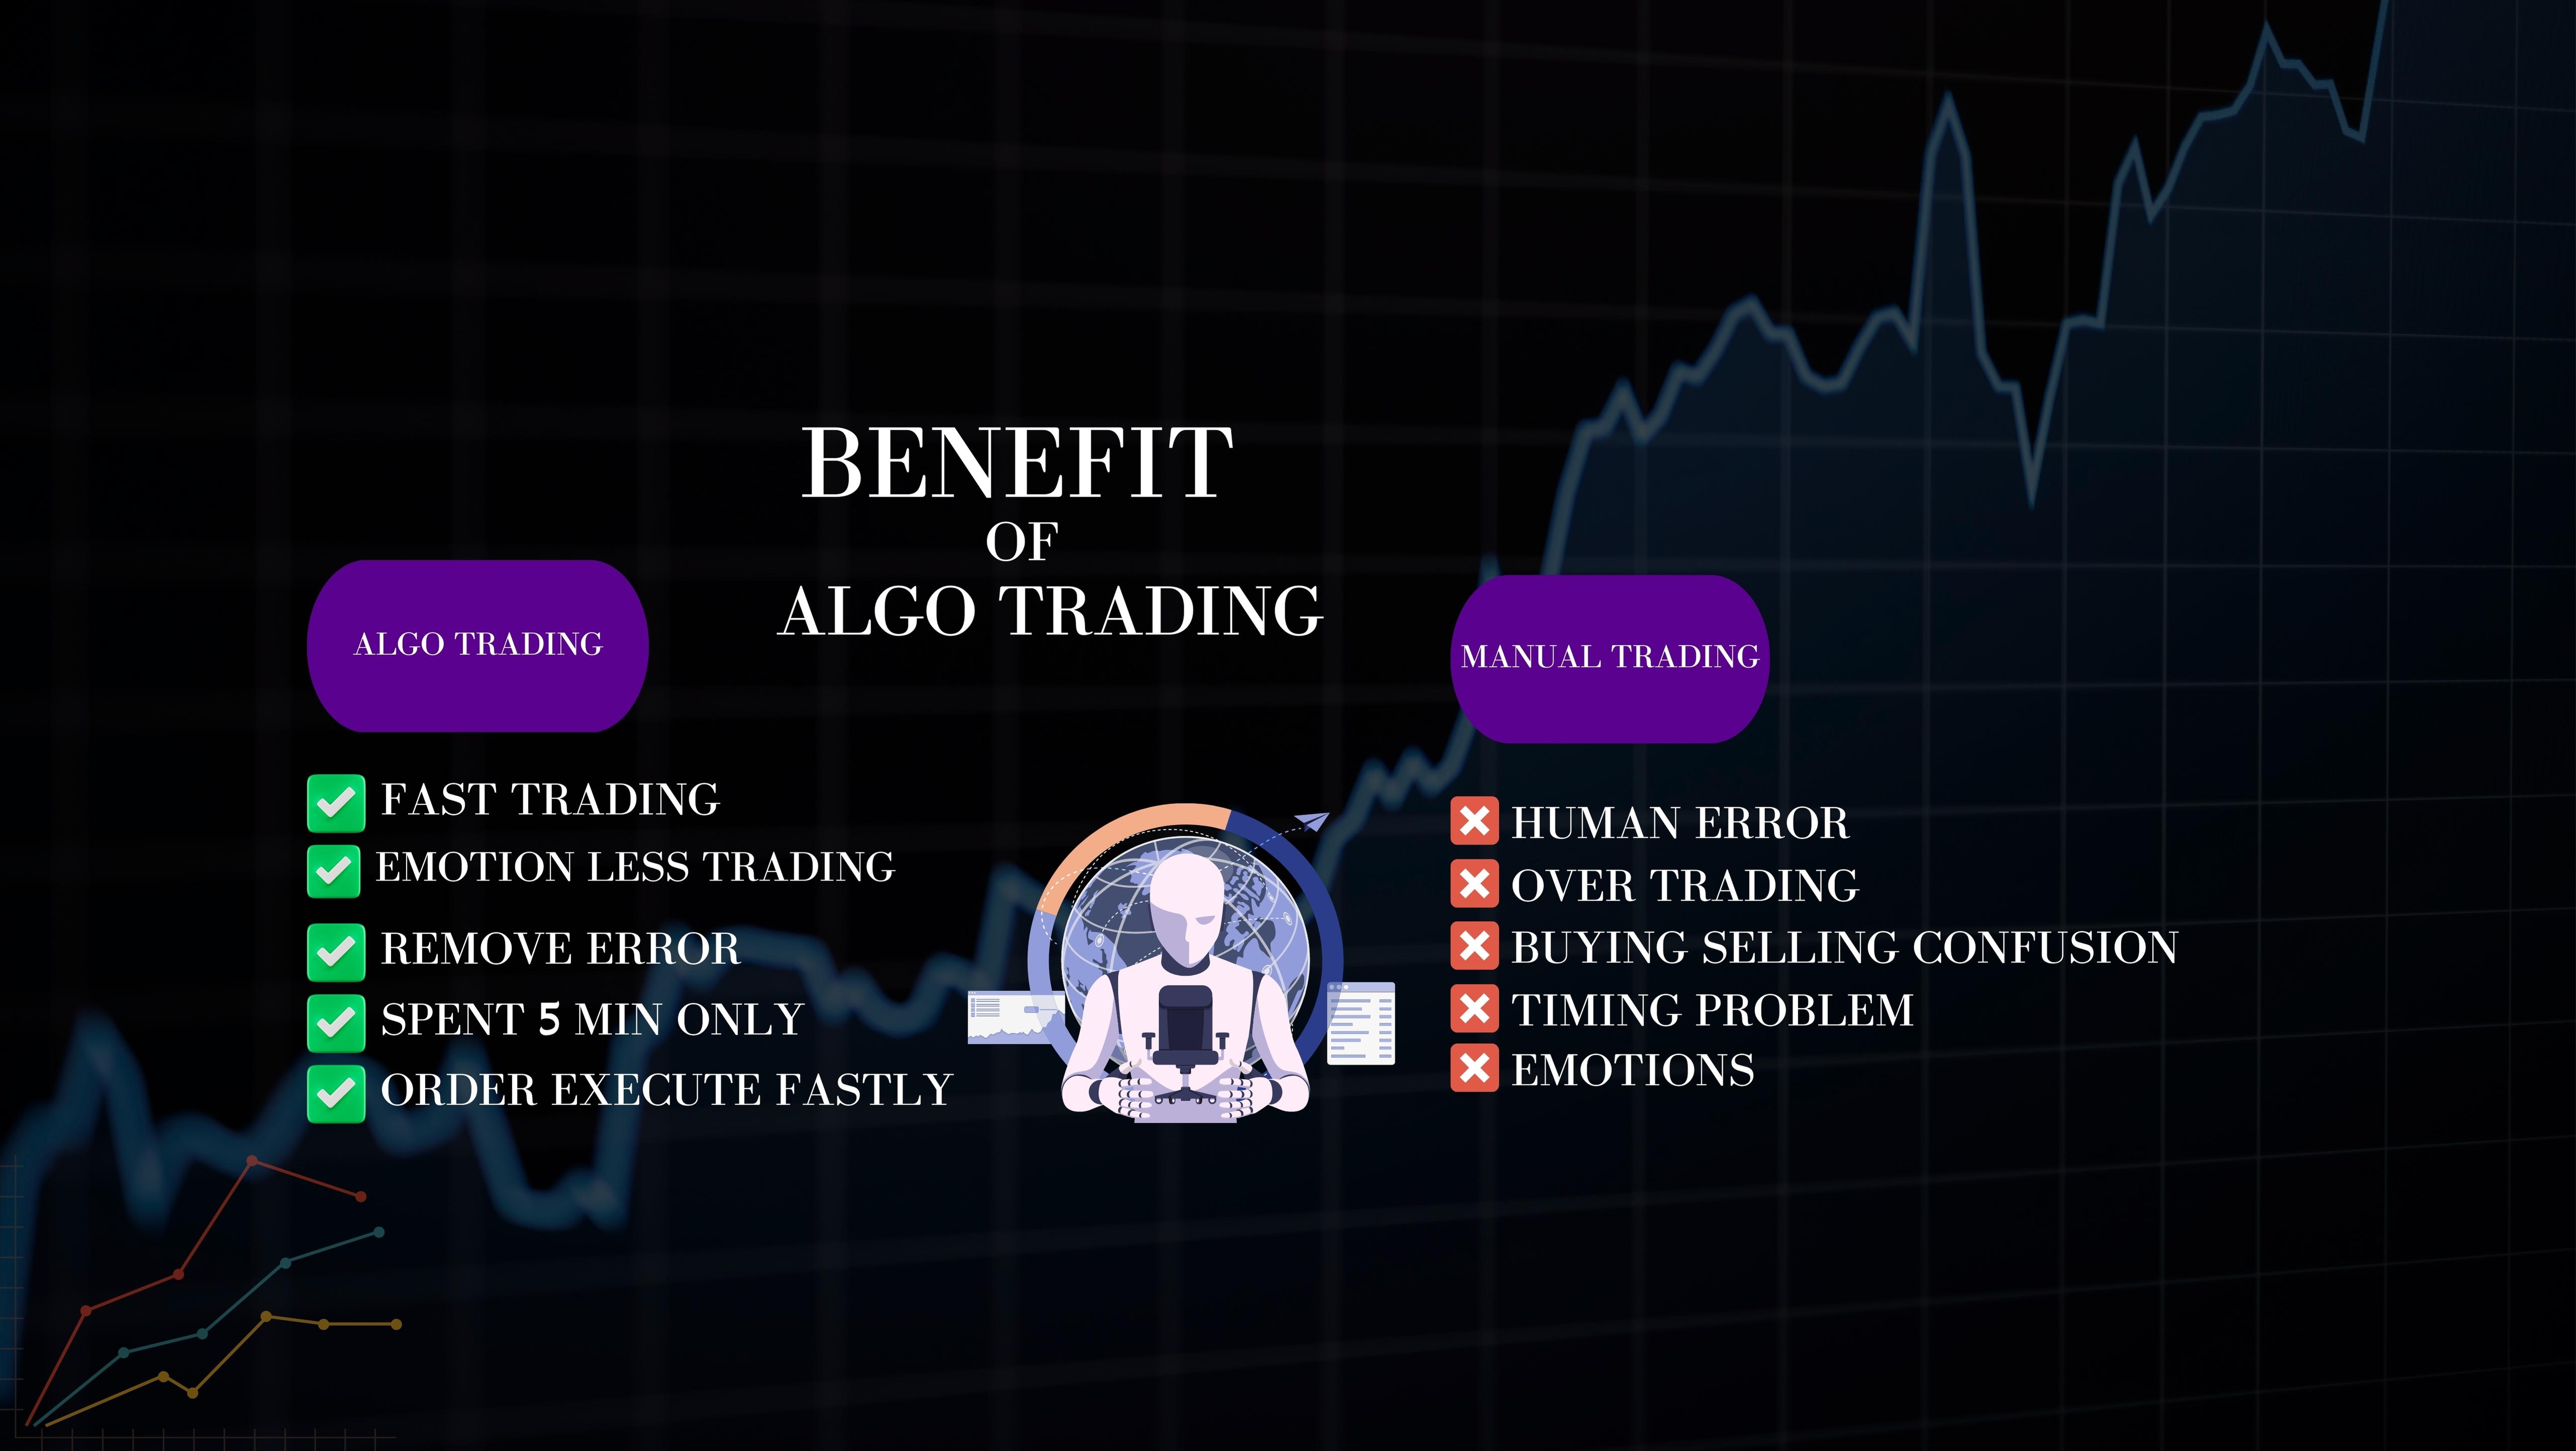 BENEFIT
OF
ALGO TRADING
ALGO TRADING
FAST TRADING
EMOTION LESS TRADING
REMOVE ERROR
SPENT 5 MIN ONLY
ORDER EXECUTE FASTLY
MANUAL TRADING
HUMAN ERROR
OVER TRADING
BUYING SELLING CONFUSION
TIMING PROBLEM
EMOTIONS